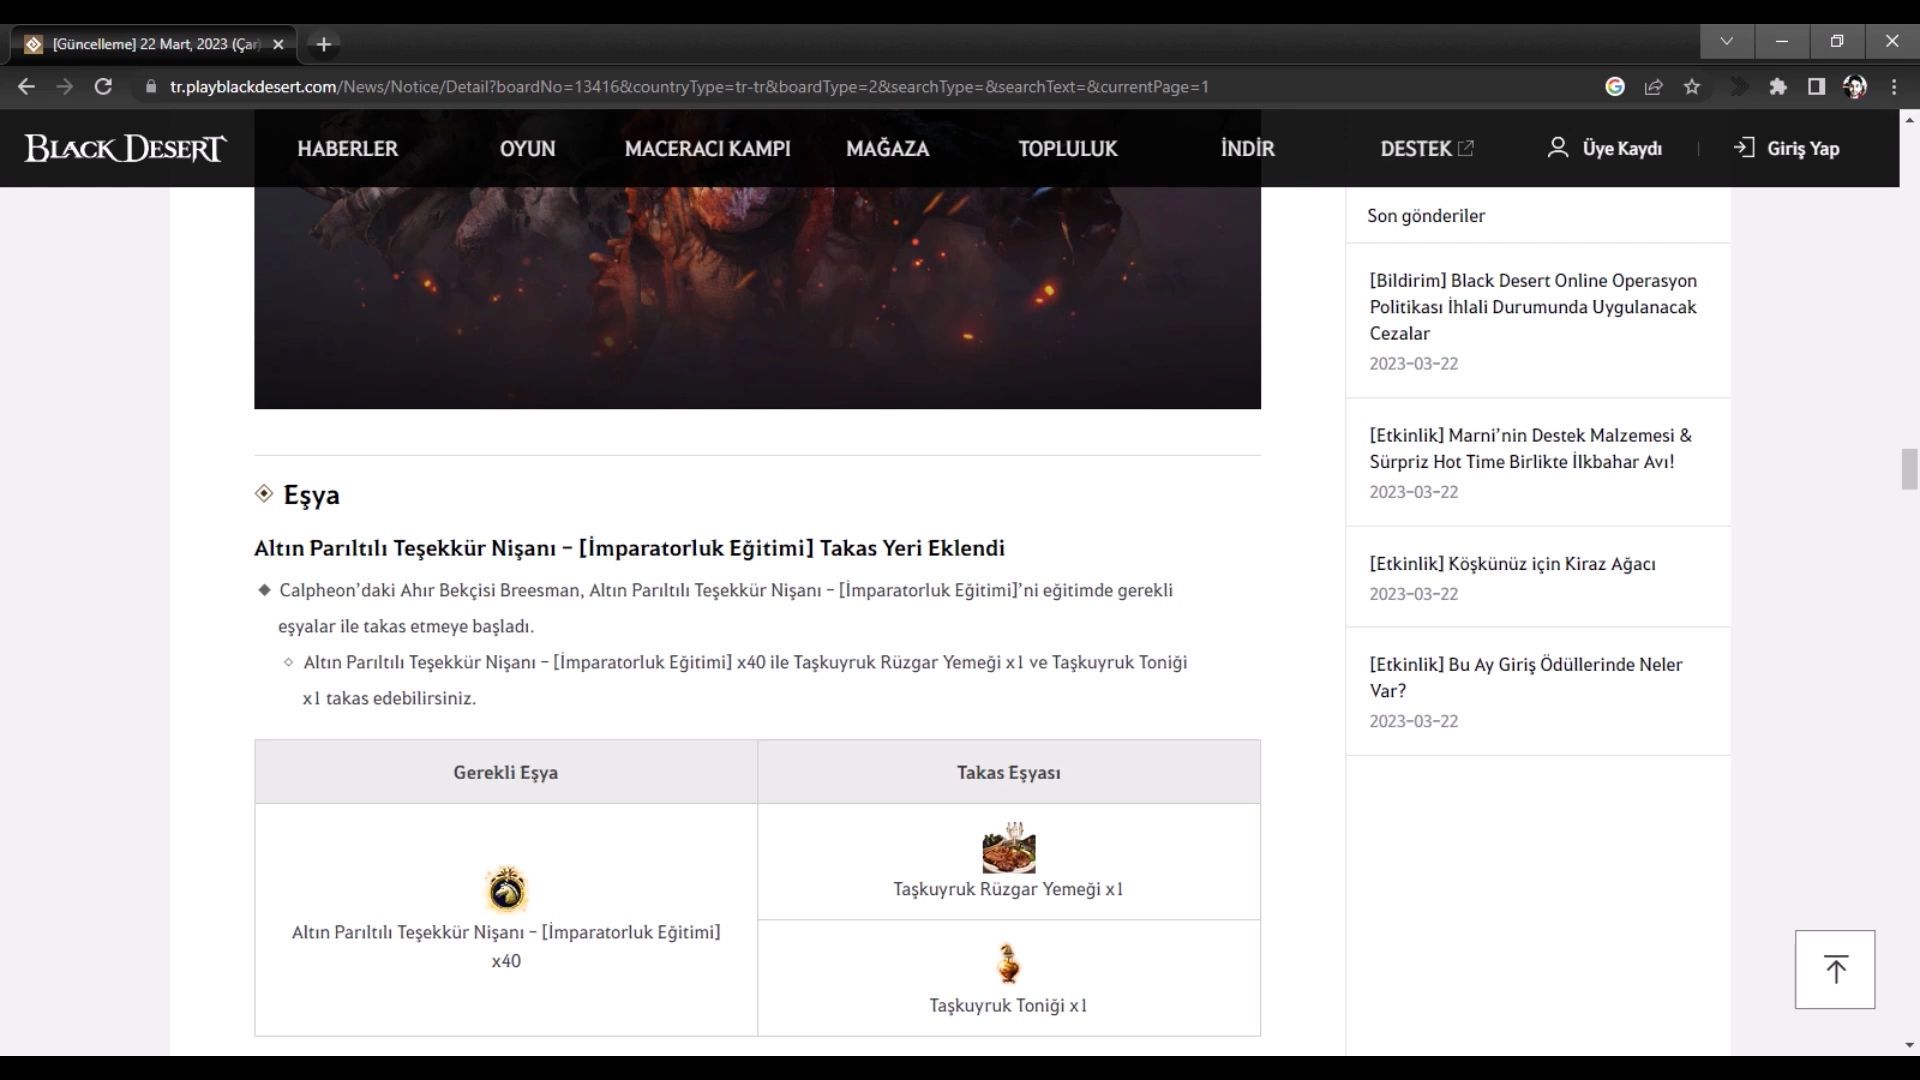 [Güncelleme] 22 Mart, 2023 (Çar
tr.playblackdesert.com/News/Notice/Detail?boardNo=13416&countryType=tr-tr&boardType=2&searchType=&searchText=&currentPage=1
BLACK DESERT
HABERLER
OYUN
MACERACI KAMPI
MAĞAZA
TOPLULUK
İNDİR
DESTEK
Üye Kaydı
Giriş Yap
Eşya
Altın Parıltılı Teşekkür Nişanı – [İmparatorluk Eğitimi] Takas Yeri Eklendi
Calpheon’daki Ahır Bekçisi Breesman, Altın Parıltılı Teşekkür Nişanı – [İmparatorluk Eğitimi]’ni eğitimde gerekli
eşyalar ile takas etmeye başladı.
Altın Parıltılı Teşekkür Nişanı – [İmparatorluk Eğitimi] x40 ile Taşkuyruk Rüzgar Yemeği x1 ve Taşkuyruk Toniği
x1 takas edebilirsiniz.
Gerekli Eşya
Takas Eşyası
Altın Parıltılı Teşekkür Nişanı – [İmparatorluk Eğitimi]
x40
Taşkuyruk Rüzgar Yemeği x1
Taşkuyruk Toniği x1
Son gönderiler
[Bildirim] Black Desert Online Operasyon
Politikası İhlali Durumunda Uygulanacak
Cezalar
2023-03-22
[Etkinlik] Marni’nin Destek Malzemesi &
Sürpriz Hot Time Birlikte İlkbahar Avı!
2023-03-22
[Etkinlik] Köşkünüz için Kiraz Ağacı
2023-03-22
[Etkinlik] Bu Ay Giriş Ödüllerinde Neler
Var?
2023-03-22